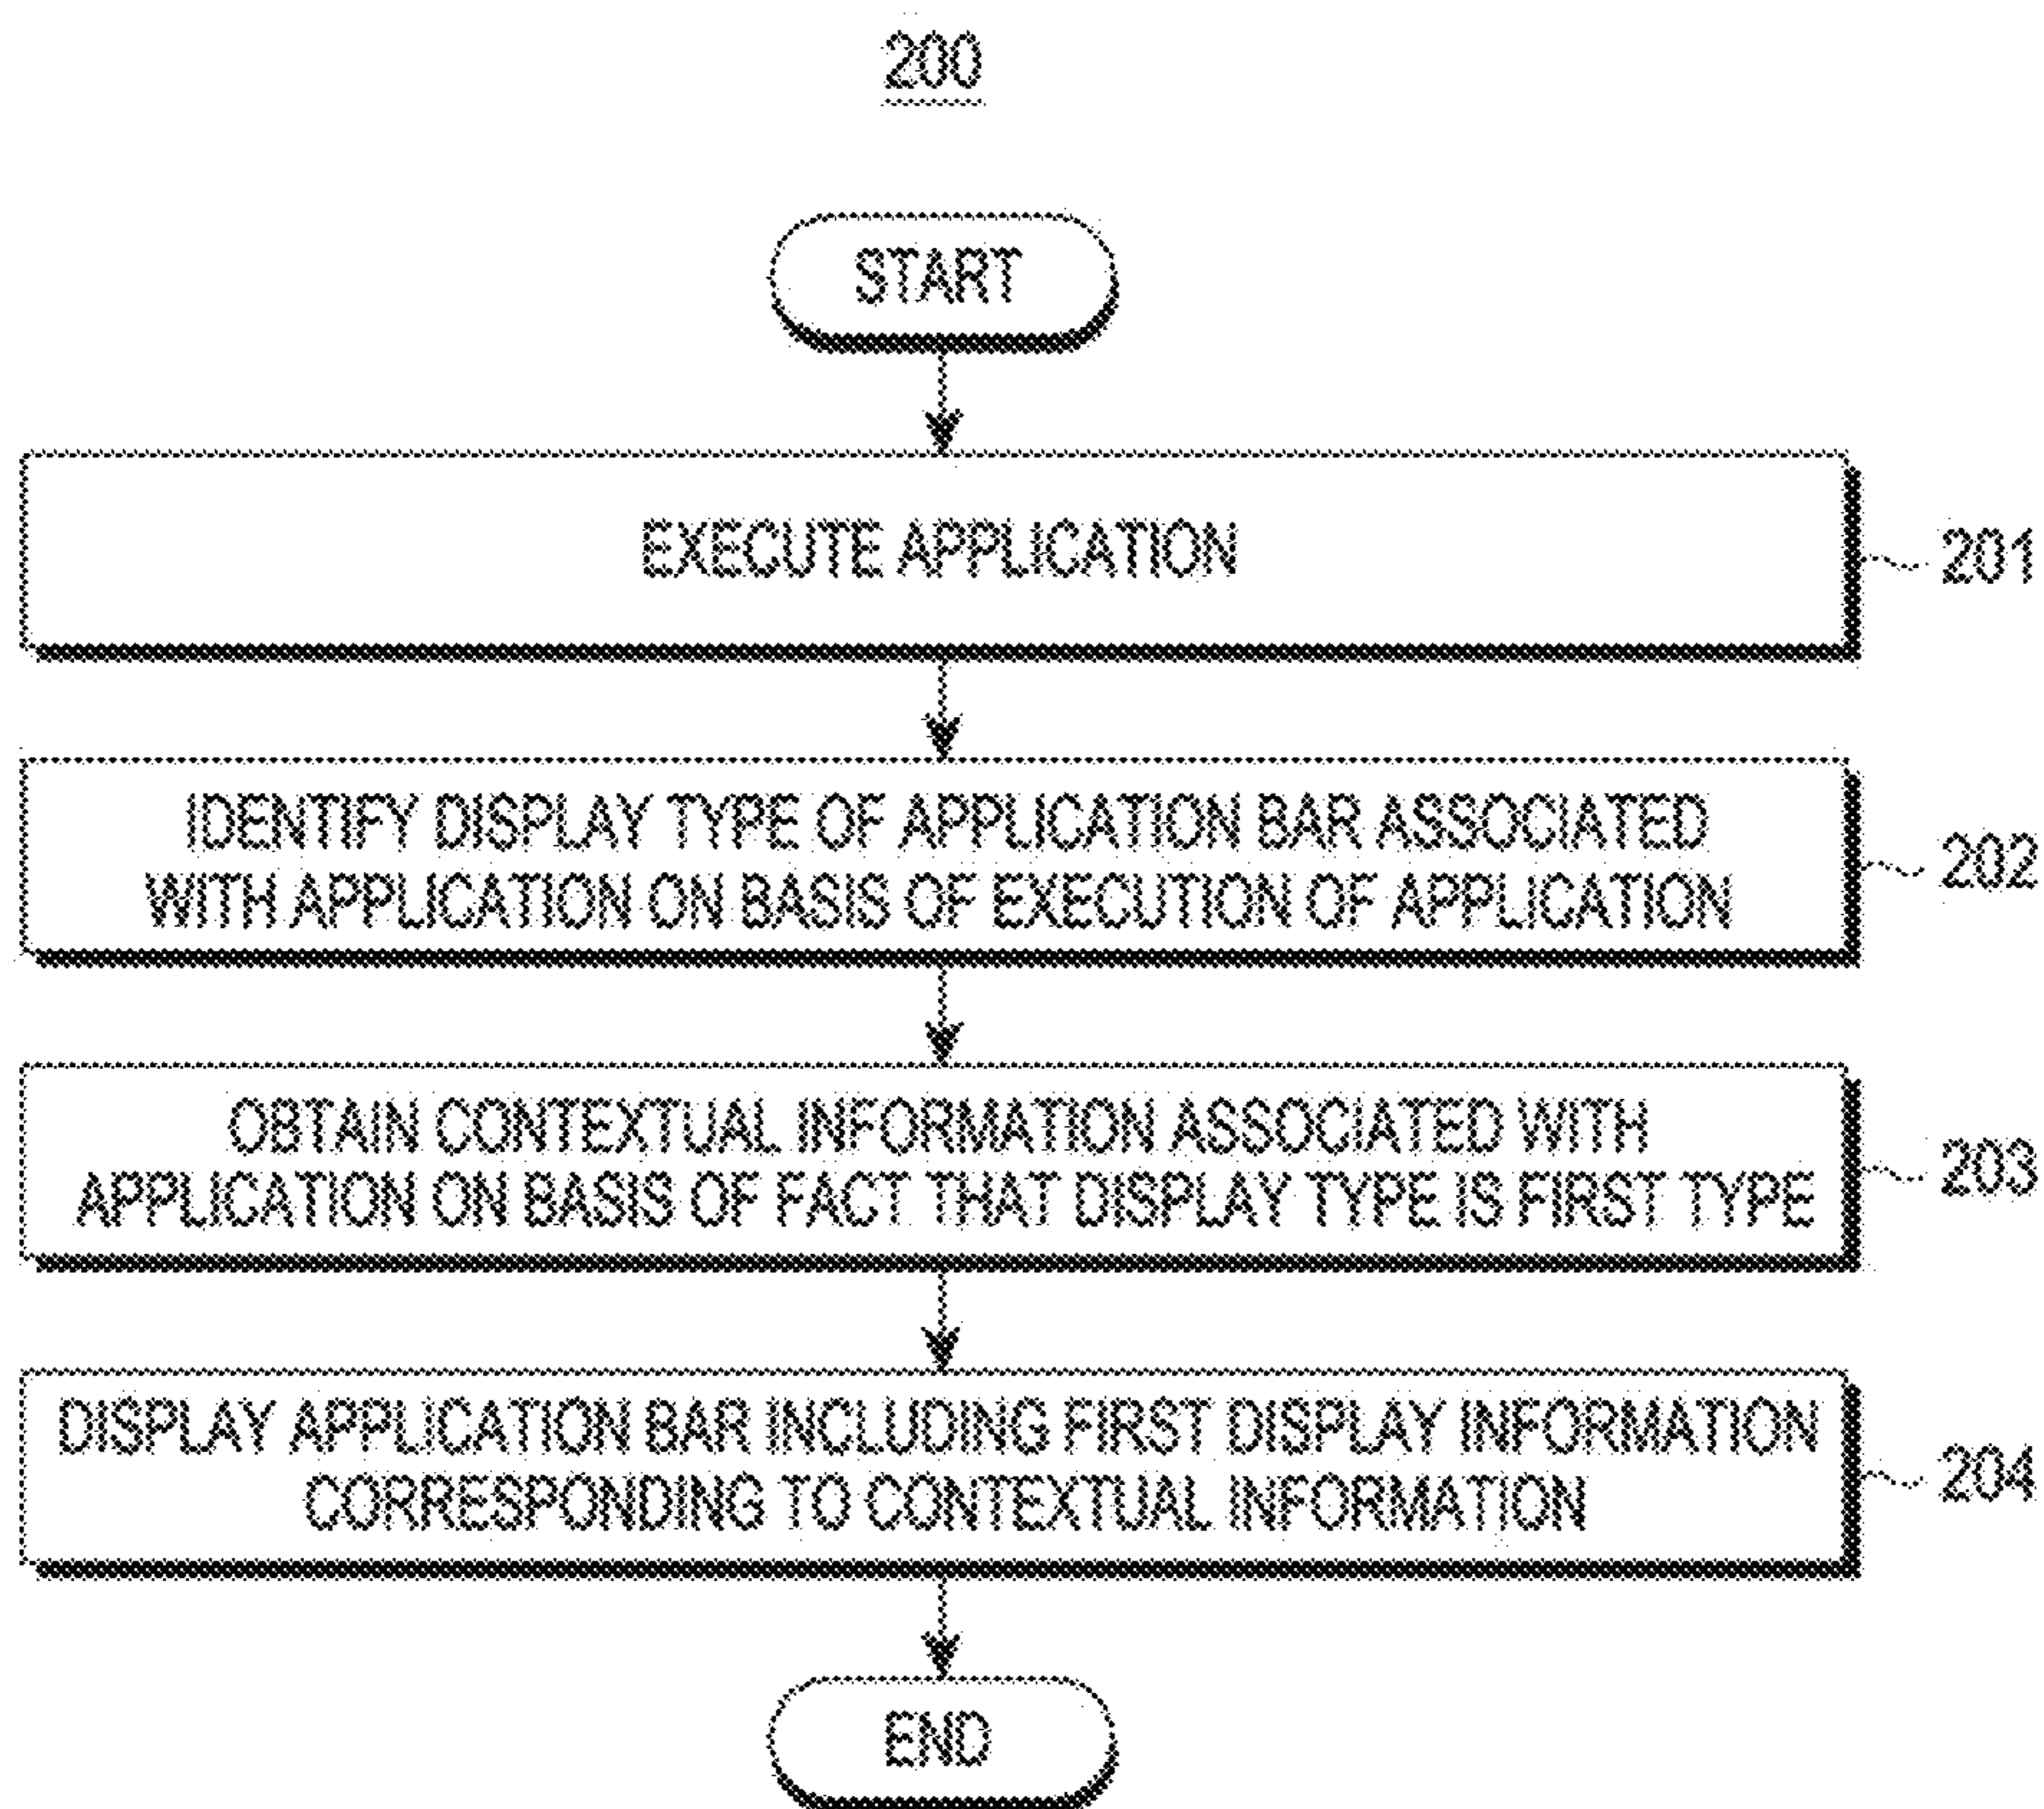 200
START
EXECUTE APPLICATION
201
IDENTIFY DISPLAY TYPE OF APPLICATION BAR ASSOCIATED
WITH APPLICATION ON BASIS OF EXECUTION OF APPLICATION
202
OBTAIN CONTEXTUAL INFORMATION ASSOCIATED WITH
APPLICATION ON BASIS OF FACT THAT DISPLAY TYPE IS FIRST TYPE
203
DISPLAY APPLICATION BAR INCLUDING FIRST DISPLAY INFORMATION
CORRESPONDING TO CONTEXTUAL INFORMATION
204
END